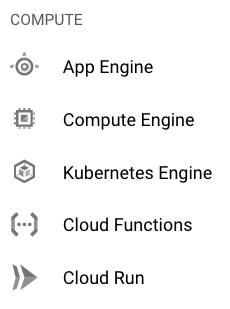 COMPUTE
App Engine
Compute Engine
Kubernetes Engine
Cloud Functions
Cloud Run